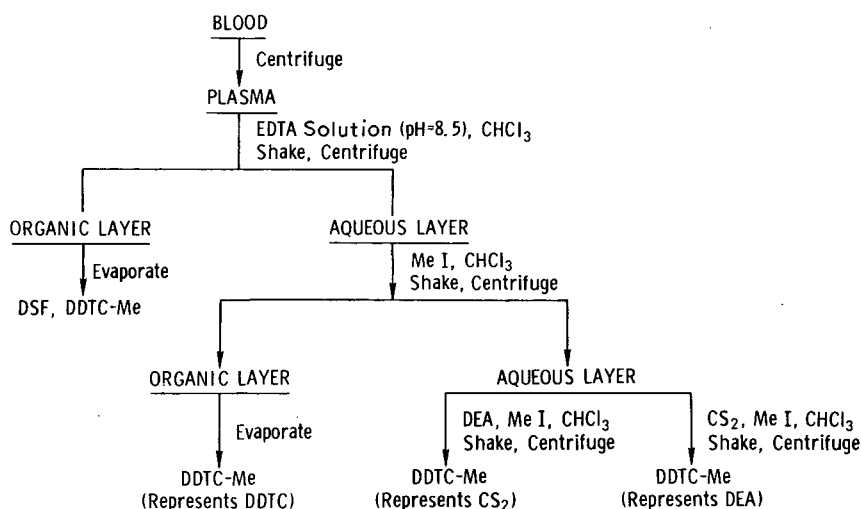 BLOOD
Centrifuge
PLASMA
EDTA Solution (pH=8.5), CHCl3
Shake, Centrifuge
ORGANIC LAYER
Evaporate
DSF, DDTC-Me
AQUEOUS LAYER
Me I, CHCl3
Shake, Centrifuge
ORGANIC LAYER
Evaporate
DDTC-Me
(Represents DDTC)
AQUEOUS LAYER
DEA, Me I, CHCl3
Shake, Centrifuge
DDTC-Me
(Represents CS2)
CS2, Me I, CHCl3
Shake, Centrifuge
DDTC-Me
(Represents DEA)